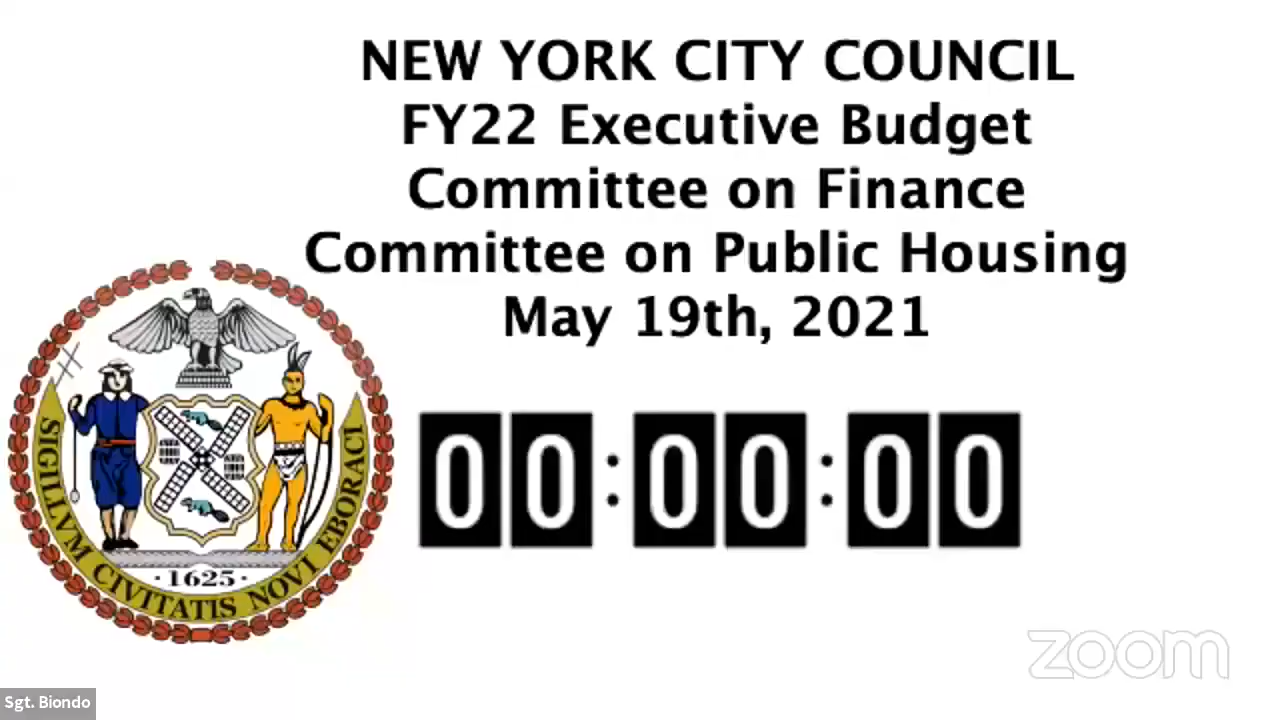 NEW YORK CITY COUNCIL
FY22 Executive Budget
Committee on Finance
Committee on Public Housing
May 19th, 2021
00:00:00
SIGILLVM CIVITATIS NOVI EBORACI
·1625·
zoom
Sgt. Biondo